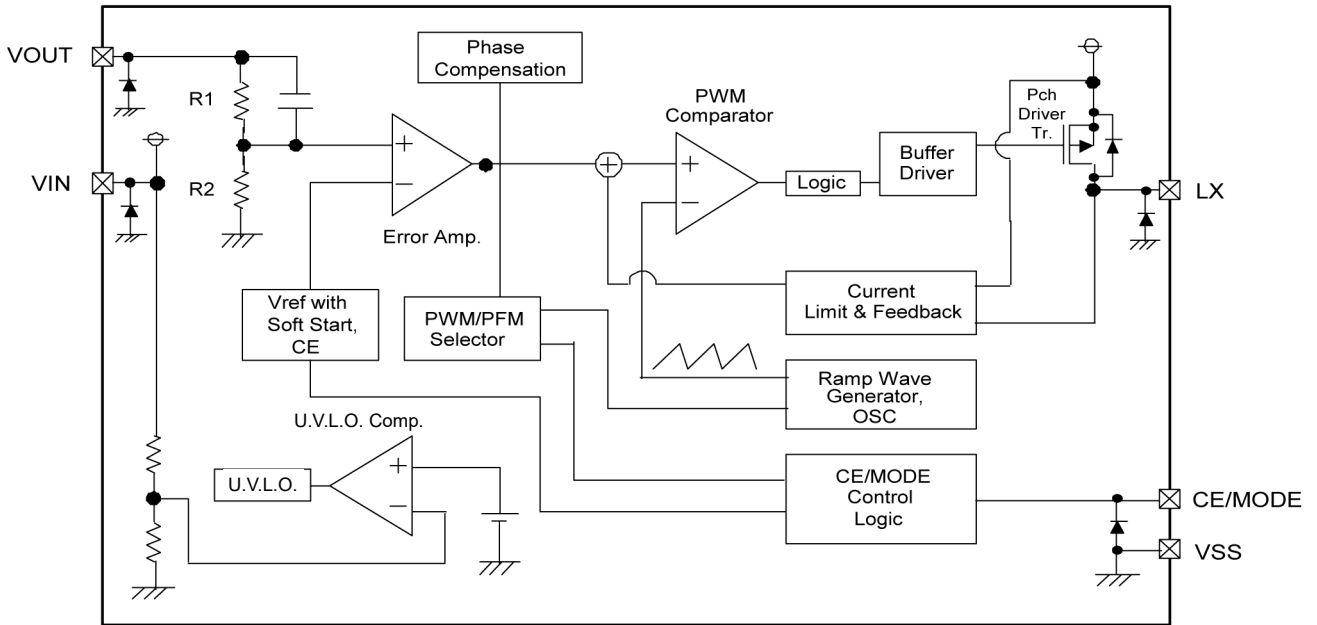 VOUT
R1
R2
VIN
Phase
Compensation
+
−
Error Amp.
+
PWM
Comparator
+
−
Logic
Buffer
Driver
Pch
Driver
Tr.
LX
Vref with
Soft Start,
CE
PWM/PFM
Selector
Current
Limit & Feedback
Ramp Wave
Generator,
OSC
U.V.L.O. Comp.
U.V.L.O.
+
−
CE/MODE
Control
Logic
CE/MODE
VSS